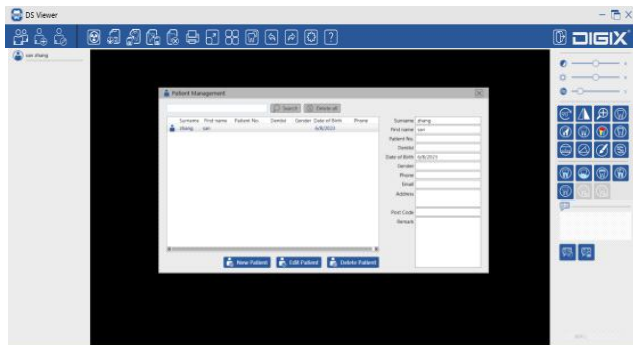 DS Viewer
DIGIX
san zhang
Patient Management
Search
Delete all
Surname First name Patient No. Dentist Gender Date of Birth Phone
zhang san 6/8/2023
Surname zhang
First name san
Patient No.
Dentist
Date of Birth 6/8/2023
Gender
Phone
Email
Address
Post Code
Remark
New Patient
Edit Patient
Delete Patient